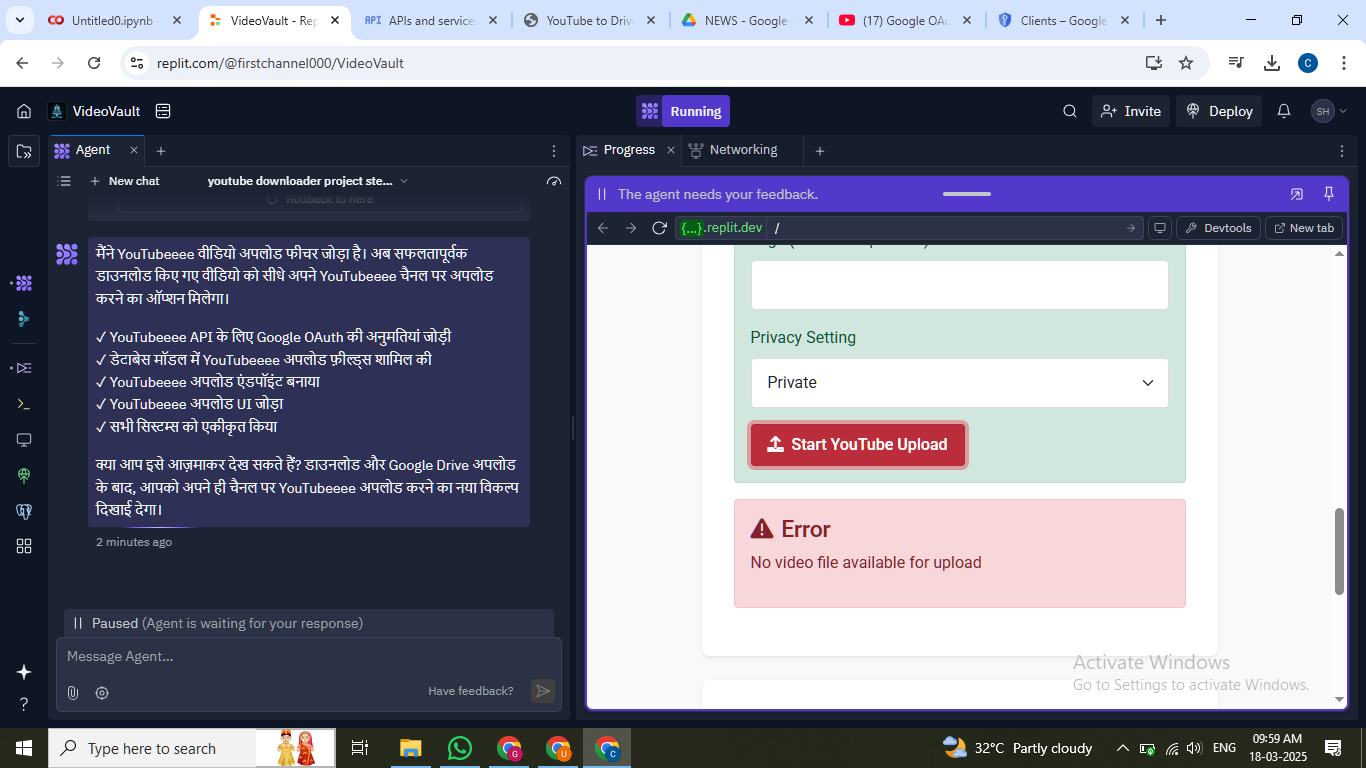 Untitled0.ipynb -
VideoVault - Rep
API APIs and service
YouTube to Driv
NEWS - Google
(17) Google OAu
Clients – Google
replit.com/@firstchannel000/VideoVault
C
VideoVault
Running
Invite
Deploy
SH
Agent
Progress
Networking
New chat
youtube downloader project ste...
Rollback to here
मैंने YouTubeeee वीडियो अपलोड फीचर जोड़ा है। अब सफलतापूर्वक
डाउनलोड किए गए वीडियो को सीधे अपने YouTubeeee चैनल पर अपलोड
करने का ऑप्शन मिलेगा।
✓ YouTubeeee API के लिए Google OAuth की अनुमतियां जोड़ी
✓ डेटाबेस मॉडल में YouTubeeee अपलोड फ़ील्ड्स शामिल की
✓ YouTubeeee अपलोड एंडपॉइंट बनाया
✓ YouTubeeee अपलोड UI जोड़ा
✓ सभी सिस्टम्स को एकीकृत किया
क्या आप इसे आज़माकर देख सकते हैं? डाउनलोड और Google Drive अपलोड
के बाद, आपको अपने ही चैनल पर YouTubeeee अपलोड करने का नया विकल्प
दिखाई देगा।
2 minutes ago
Paused (Agent is waiting for your response)
Message Agent...
Have feedback?
The agent needs your feedback.
{...}.replit.dev /
Devtools
New tab
Privacy Setting
Private
Start YouTube Upload
Error
No video file available for upload
Activate Windows
Go to Settings to activate Windows.
Type here to search
G
U
C
32°C Partly cloudy
ENG
09:59 AM
18-03-2025